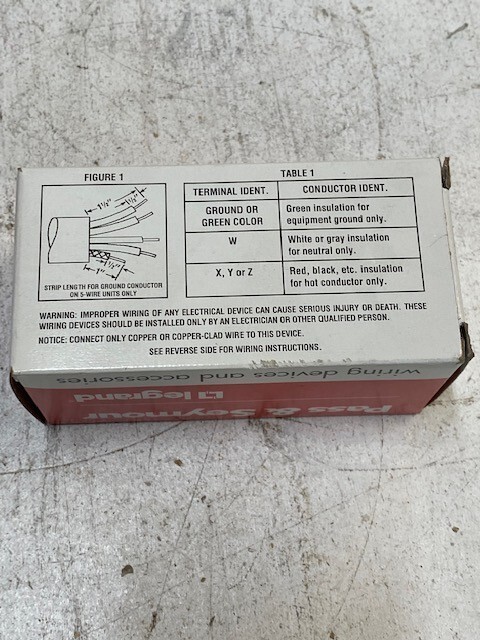 FIGURE 1
1½"
½"
1"
STRIP LENGTH FOR GROUND CONDUCTOR
ON 5-WIRE UNITS ONLY
TABLE 1
TERMINAL IDENT. CONDUCTOR IDENT.
GROUND OR
GREEN COLOR
Green insulation for
equipment ground only.
W
White or gray insulation
for neutral only.
X, Y or Z
Red, black, etc. insulation
for hot conductor only.
WARNING: IMPROPER WIRING OF ANY ELECTRICAL DEVICE CAN CAUSE SERIOUS INJURY OR DEATH. THESE
WIRING DEVICES SHOULD BE INSTALLED ONLY BY AN ELECTRICIAN OR OTHER QUALIFIED PERSON.
NOTICE: CONNECT ONLY COPPER OR COPPER-CLAD WIRE TO THIS DEVICE.
SEE REVERSE SIDE FOR WIRING INSTRUCTIONS.
wiring devices and accessories
Pass & Seymour
legrand